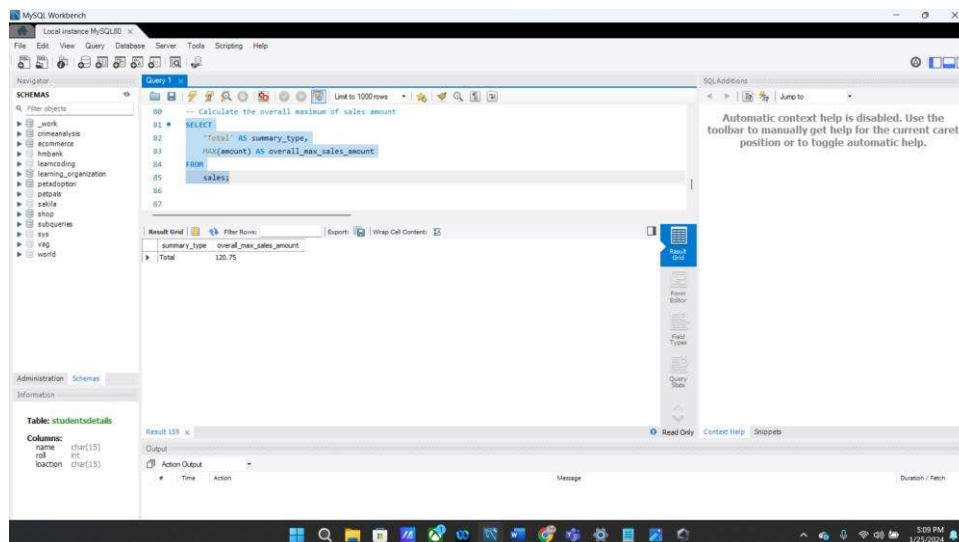 MySQL Workbench
Local instance MySQL80 ×
File Edit View Query Database Server Tools Scripting Help
Navigator
SCHEMAS
Filter objects
_work
crimeanalysis
ecommerce
hmbank
learncoding
learning_organization
petadoption
petpals
sakila
shop
subqueries
sys
vag
world
Administration Schemas
Information
Table: studentsdetails
Columns:
name char(15)
roll int
loaction char(15)
Query 1 ×
Limit to 1000 rows
80 -- Calculate the overall maximum of sales amount
81 SELECT
82 'Total' AS summary_type,
83 MAX(amount) AS overall_max_sales_amount
84 FROM
85 sales;
86
87
Result Grid Filter Rows: Export: Wrap Cell Content:
summary_type overall_max_sales_amount
Total 120.75
Result Grid
Form Editor
Field Types
Query Stats
Result 159 × Read Only
Output
Action Output
# Time Action Message Duration / Fetch
SQLAdditions
Jump to
Automatic context help is disabled. Use the
toolbar to manually get help for the current caret
position or to toggle automatic help.
Context Help Snippets
5:09 PM
1/25/2024